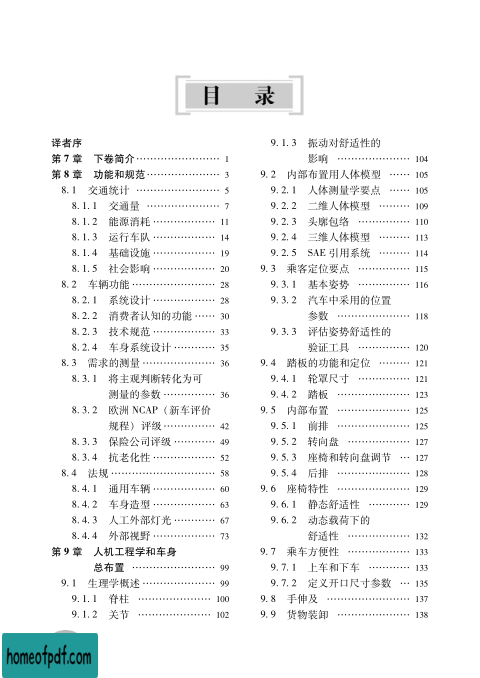 目 录
译者序
第 7 章 下卷简介…………………… 1
第 8 章 功能和规范………………… 3
8. 1 交通统计 …………………… 5
8. 1. 1 交通量 ………………… 7
8. 1. 2 能源消耗……………… 11
8. 1. 3 运行车队……………… 14
8. 1. 4 基础设施……………… 19
8. 1. 5 社会影响……………… 20
8. 2 车辆功能…………………… 28
8. 2. 1 系统设计……………… 28
8. 2. 2 消费者认知的功能…… 30
8. 2. 3 技术规范……………… 33
8. 2. 4 车身系统设计………… 35
8. 3 需求的测量………………… 36
8. 3. 1 将主观判断转化为可
测量的参数…………… 36
8. 3. 2 欧洲 NCAP（新车评价
规程）评级…………… 42
8. 3. 3 保险公司评级………… 49
8. 3. 4 抗老化性……………… 52
8. 4 法规………………………… 58
8. 4. 1 通用车辆……………… 60
8. 4. 2 车身造型……………… 63
8. 4. 3 人工外部灯光………… 67
8. 4. 4 外部视野……………… 73
第 9 章 人机工程学和车身
总布置 …………………… 99
9. 1 生理学概述………………… 99
9. 1. 1 脊柱 ………………… 100
9. 1. 2 关节 ………………… 102
9. 1. 3 振动对舒适性的
影响 ………………… 104
9. 2 内部布置用人体模型 …… 105
9. 2. 1 人体测量学要点 …… 105
9. 2. 2 二维人体模型 ……… 109
9. 2. 3 头廓包络 …………… 110
9. 2. 4 三维人体模型 ……… 113
9. 2. 5 SAE 引用系统 ……… 114
9. 3 乘客定位要点 …………… 115
9. 3. 1 基本姿势 …………… 116
9. 3. 2 汽车中采用的位置
参数 ………………… 118
9. 3. 3 评估姿势舒适性的
验证工具 …………… 120
9. 4 踏板的功能和定位 ……… 121
9. 4. 1 轮罩尺寸 …………… 121
9. 4. 2 踏板 ………………… 123
9. 5 内部布置 ………………… 125
9. 5. 1 前排 ………………… 125
9. 5. 2 转向盘 ……………… 127
9. 5. 3 座椅和转向盘调节 … 127
9. 5. 4 后排 ………………… 128
9. 6 座椅特性 ………………… 129
9. 6. 1 静态舒适性 ………… 129
9. 6. 2 动态载荷下的
舒适性 ……………… 132
9. 7 乘车方便性 ……………… 133
9. 7. 1 上车和下车 ………… 133
9. 7. 2 定义开口尺寸参数 … 135
9. 8 手伸及 …………………… 137
9. 9 货物装卸 ………………… 138
homeofpdf.com